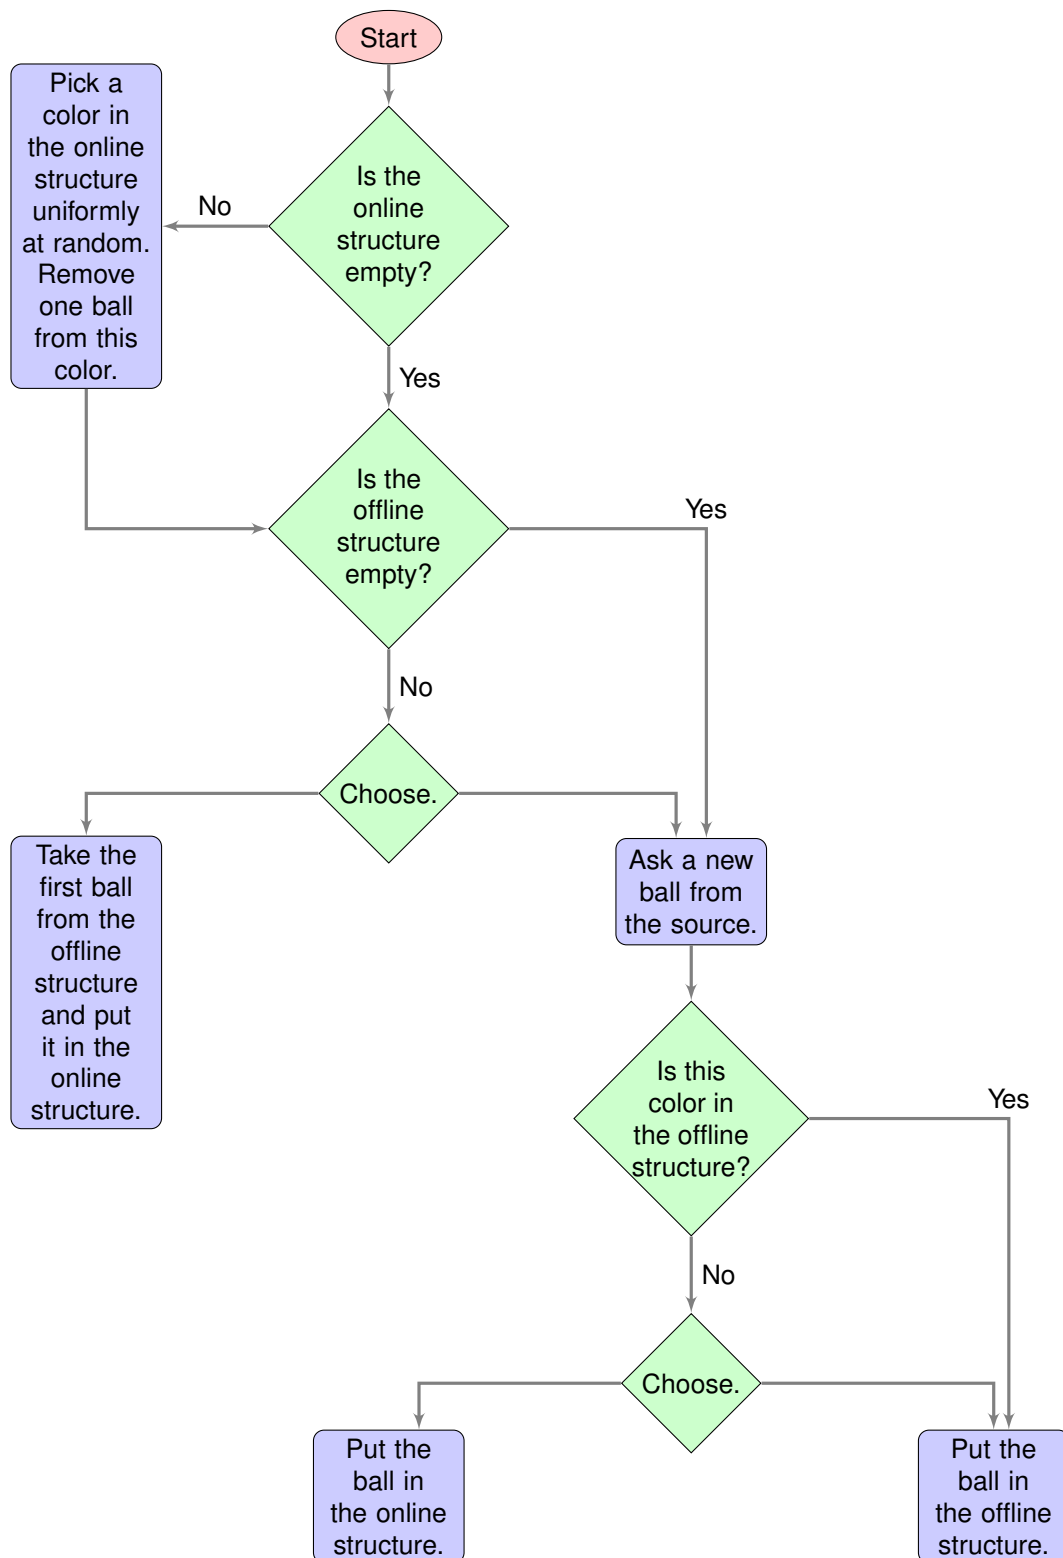 Start
Pick a
color in
the online
structure
uniformly
at random.
Remove
one ball
from this
color.
No
Is the
online
structure
empty?
Yes
Is the
offline
structure
empty?
Yes
No
Choose.
Take the
first ball
from the
offline
structure
and put
it in the
online
structure.
Ask a new
ball from
the source.
Is this
color in
the offline
structure?
Yes
No
Choose.
Put the
ball in
the online
structure.
Put the
ball in
the offline
structure.